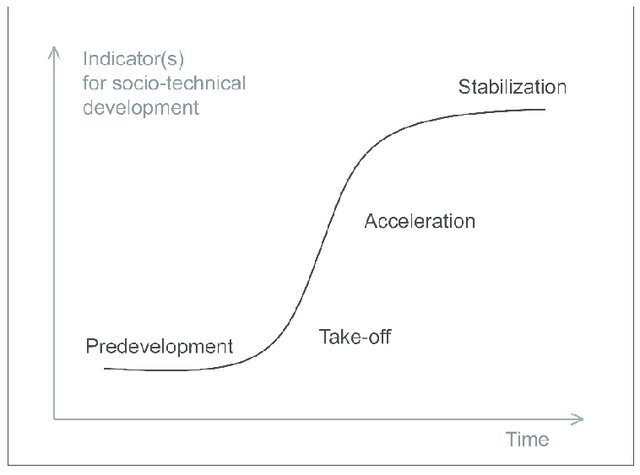 Indicator(s)
for socio-technical
development
Stabilization
Acceleration
Take-off
Predevelopment
Time